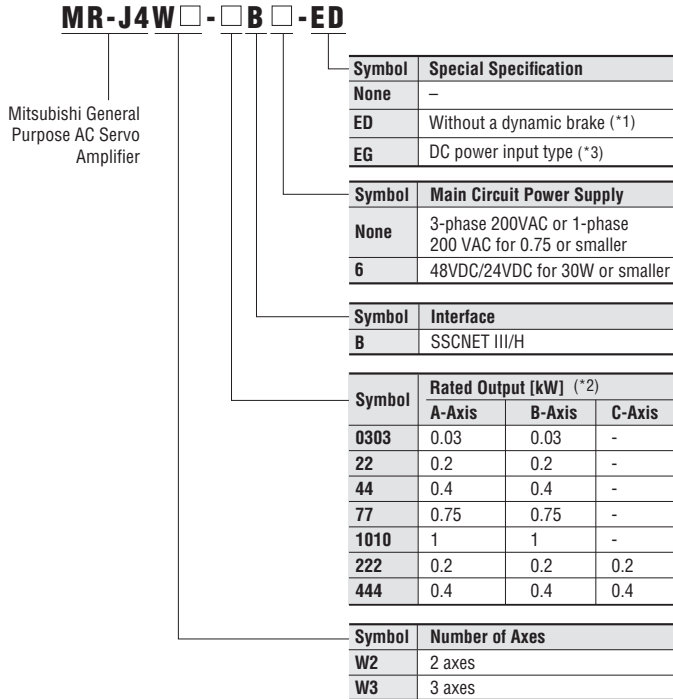 MR-J4W□-□B□-ED
Mitsubishi General
Purpose AC Servo
Amplifier
Symbol Special Specification
None –
ED Without a dynamic brake (*1)
EG DC power input type (*3)
Symbol Main Circuit Power Supply
None 3-phase 200VAC or 1-phase
200 VAC for 0.75 or smaller
6 48VDC/24VDC for 30W or smaller
Symbol Interface
B SSCNET III/H
Symbol Rated Output [kW] (*2)
A-Axis B-Axis C-Axis
0303 0.03 0.03 -
22 0.2 0.2 -
44 0.4 0.4 -
77 0.75 0.75 -
1010 1 1 -
222 0.2 0.2 0.2
444 0.4 0.4 0.4
Symbol Number of Axes
W2 2 axes
W3 3 axes